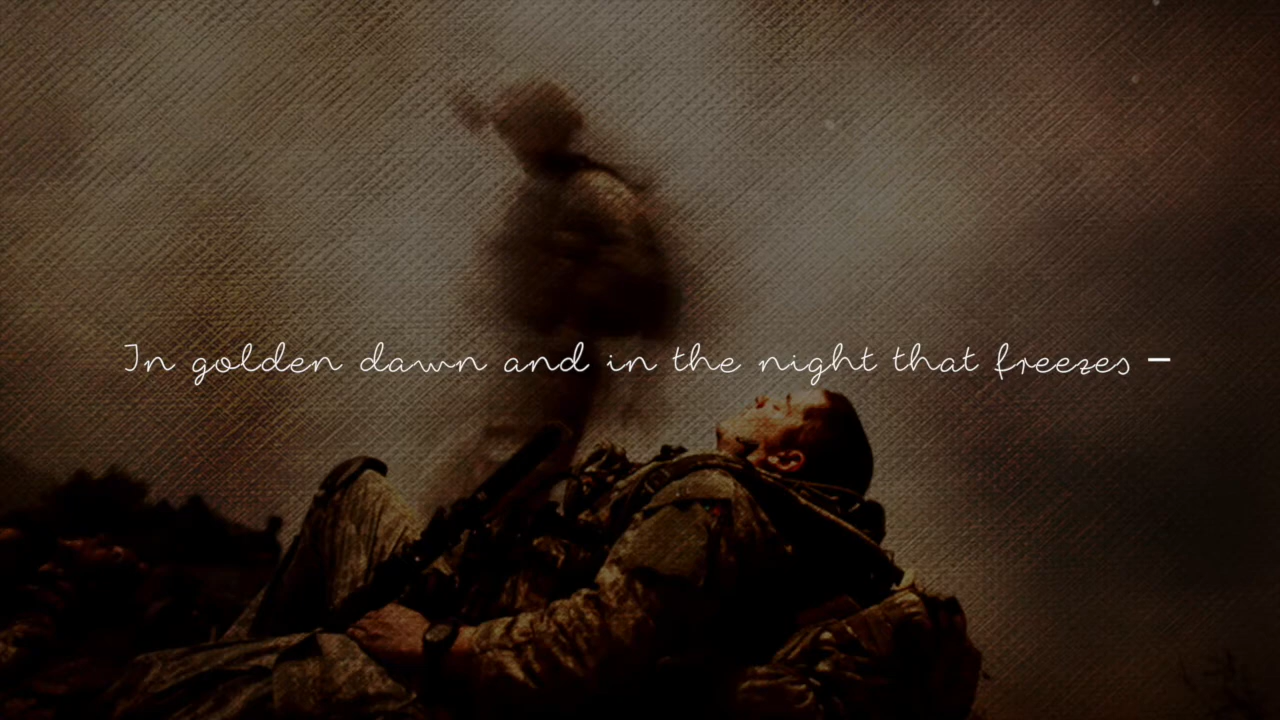 In golden dawn and in the night that freezes –